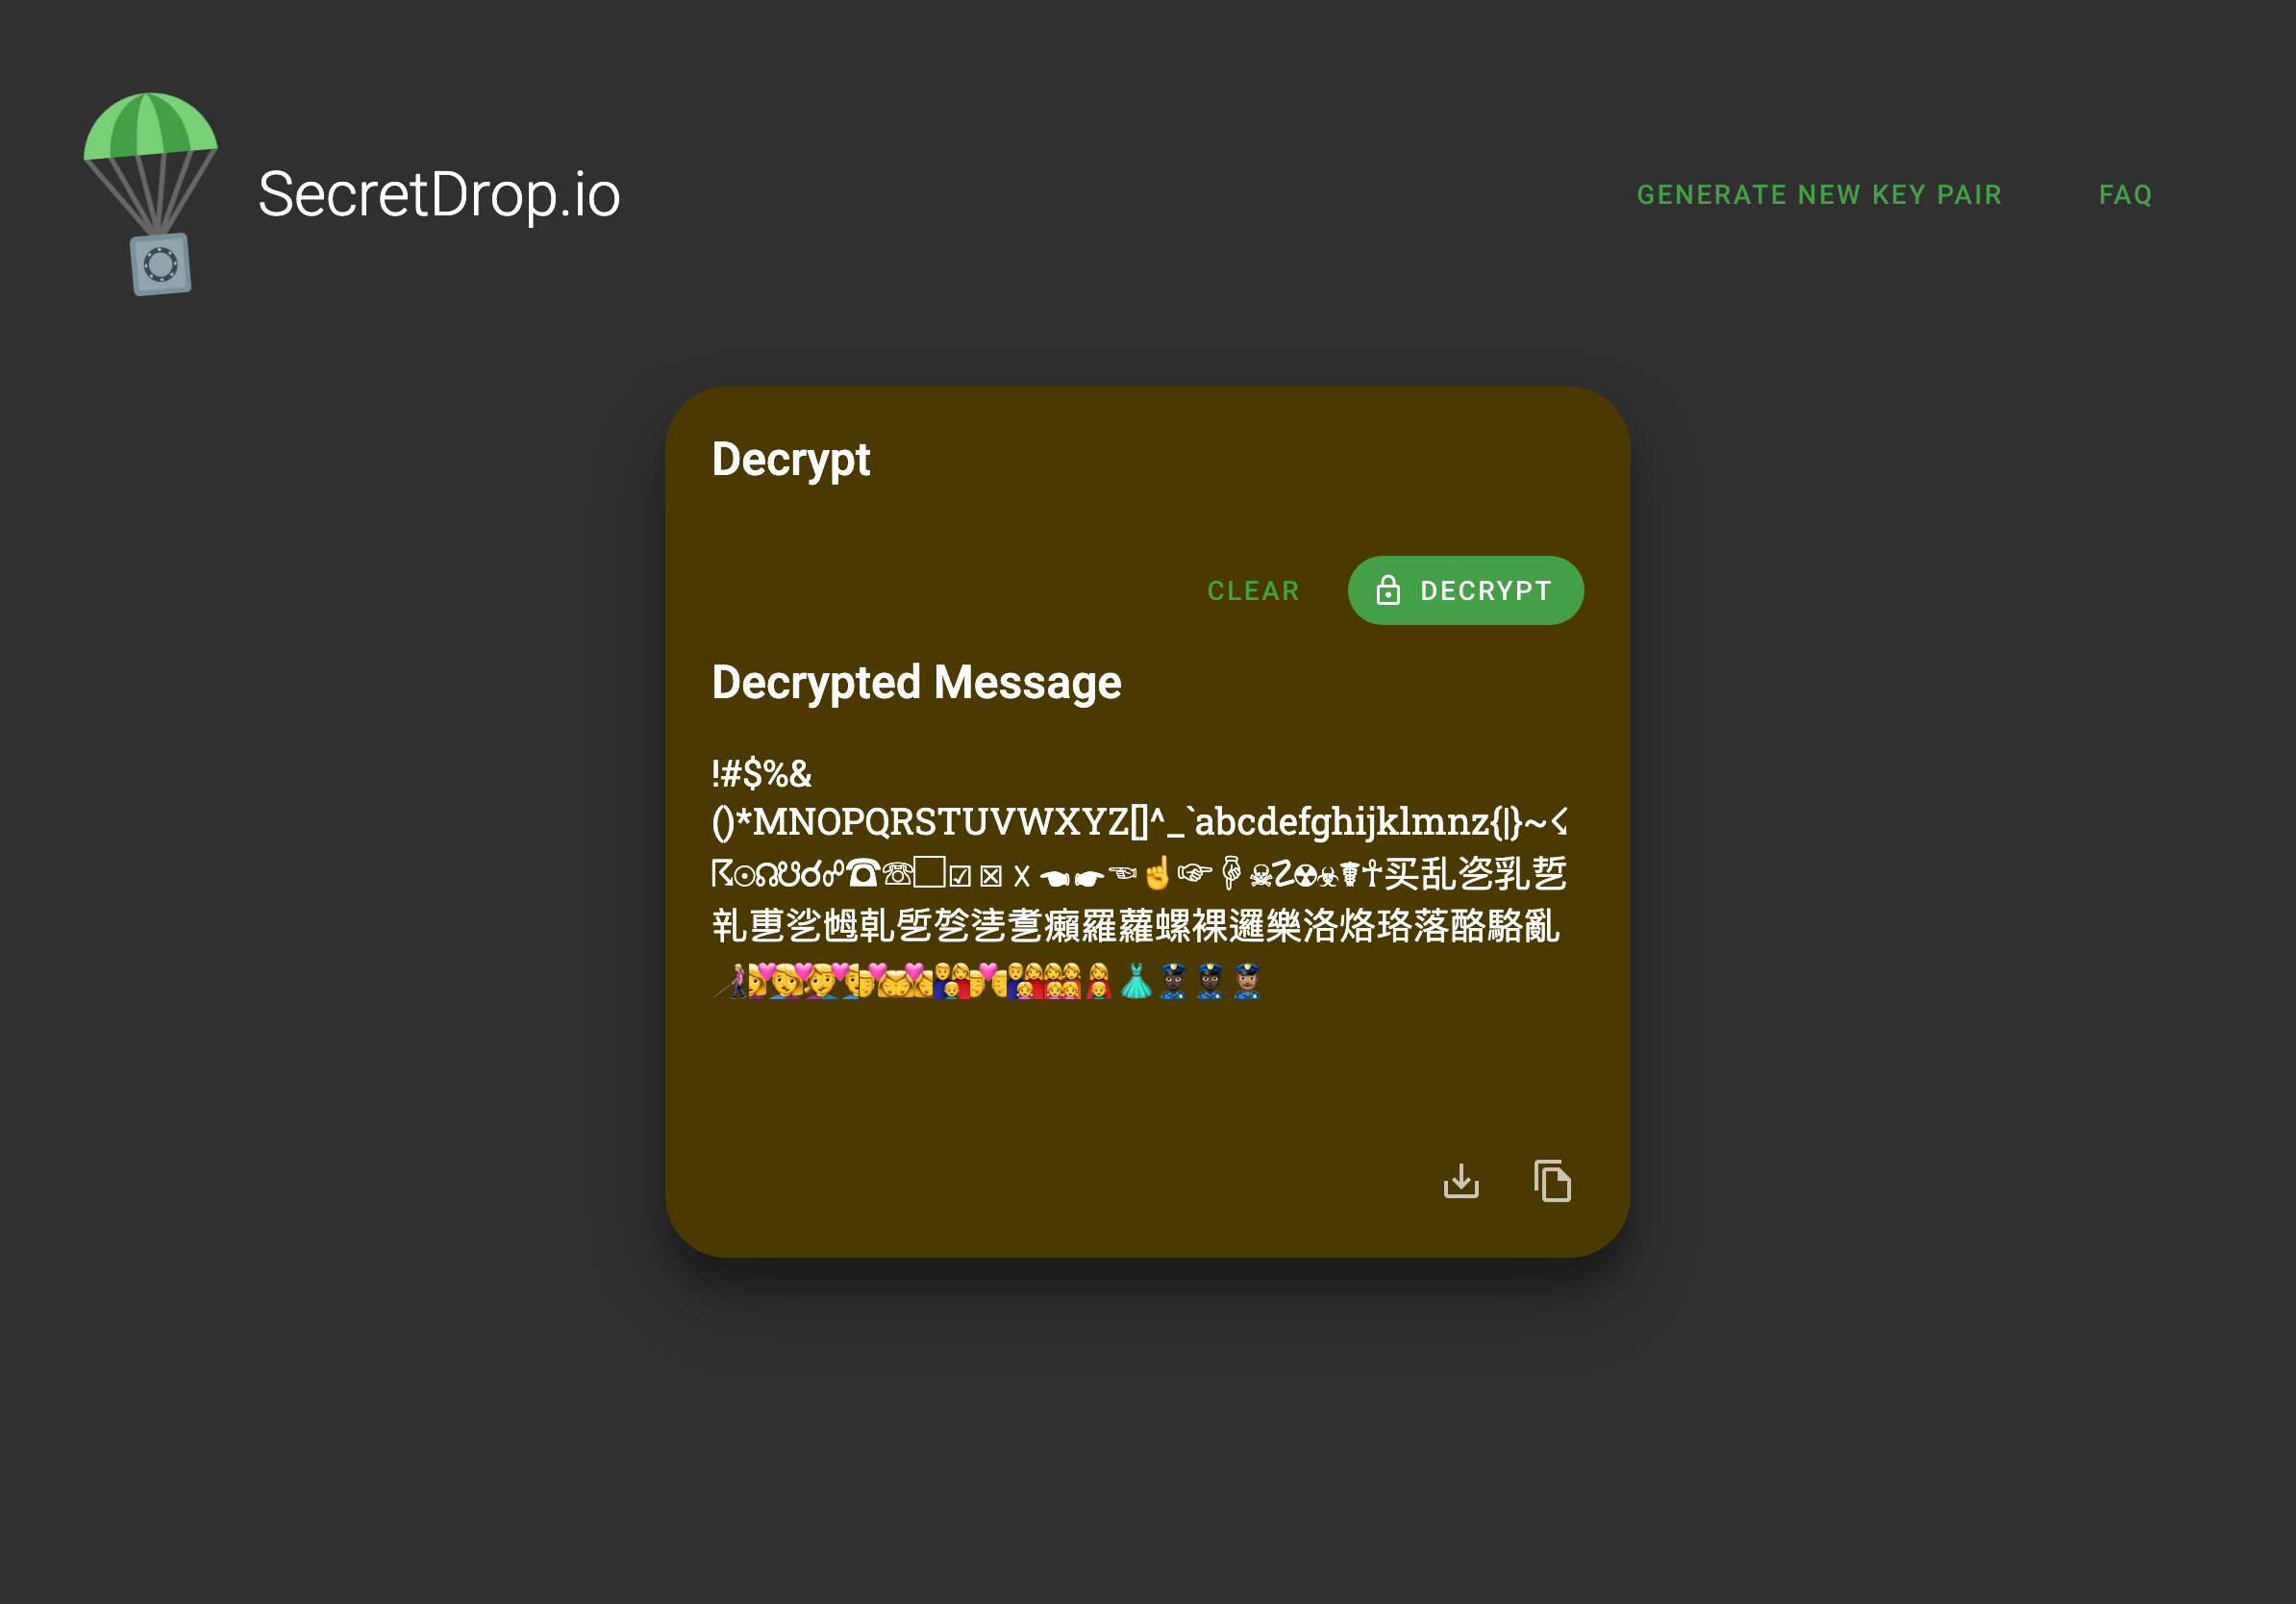 SecretDrop.io
GENERATE NEW KEY PAIR
FAQ
Decrypt
CLEAR
DECRYPT
Decrypted Message
!#$%&
()*MNOPQRSTUVWXYZ[]^_`abcdefghijklmnz{|}~☇
☈☉☊☋☌☍☎☏☐☑☒☓☚☛☜☝☞☟☠☡☢☣☤☥买乱乲乳乴
乵乶乷乸乹乺乻乼乽癩羅蘿螺裸邏樂洛烙珞落酪駱亂